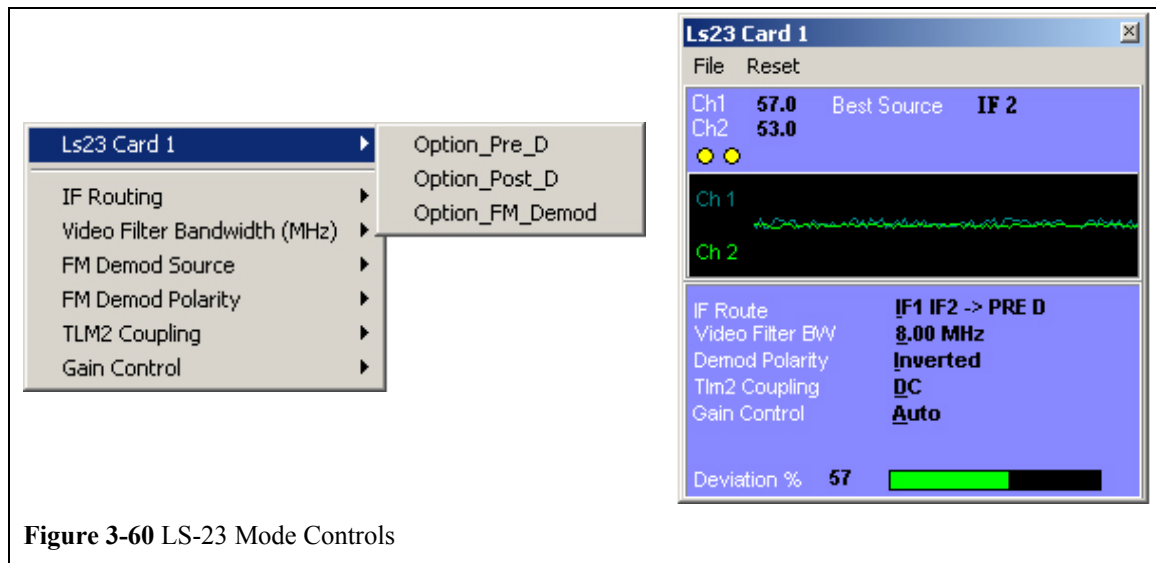 Ls23 Card 1
IF Routing
Video Filter Bandwidth (MHz)
FM Demod Source
FM Demod Polarity
TLM2 Coupling
Gain Control
Option_Pre_D
Option_Post_D
Option_FM_Demod
Ls23 Card 1
File Reset
Ch1 57.0 Best Source IF 2
Ch2 53.0
Ch 1
Ch 2
IF Route IF1 IF2 -> PRE D
Video Filter BW 8.00 MHz
Demod Polarity Inverted
Tlm2 Coupling DC
Gain Control Auto
Deviation % 57
Figure 3-60 LS-23 Mode Controls